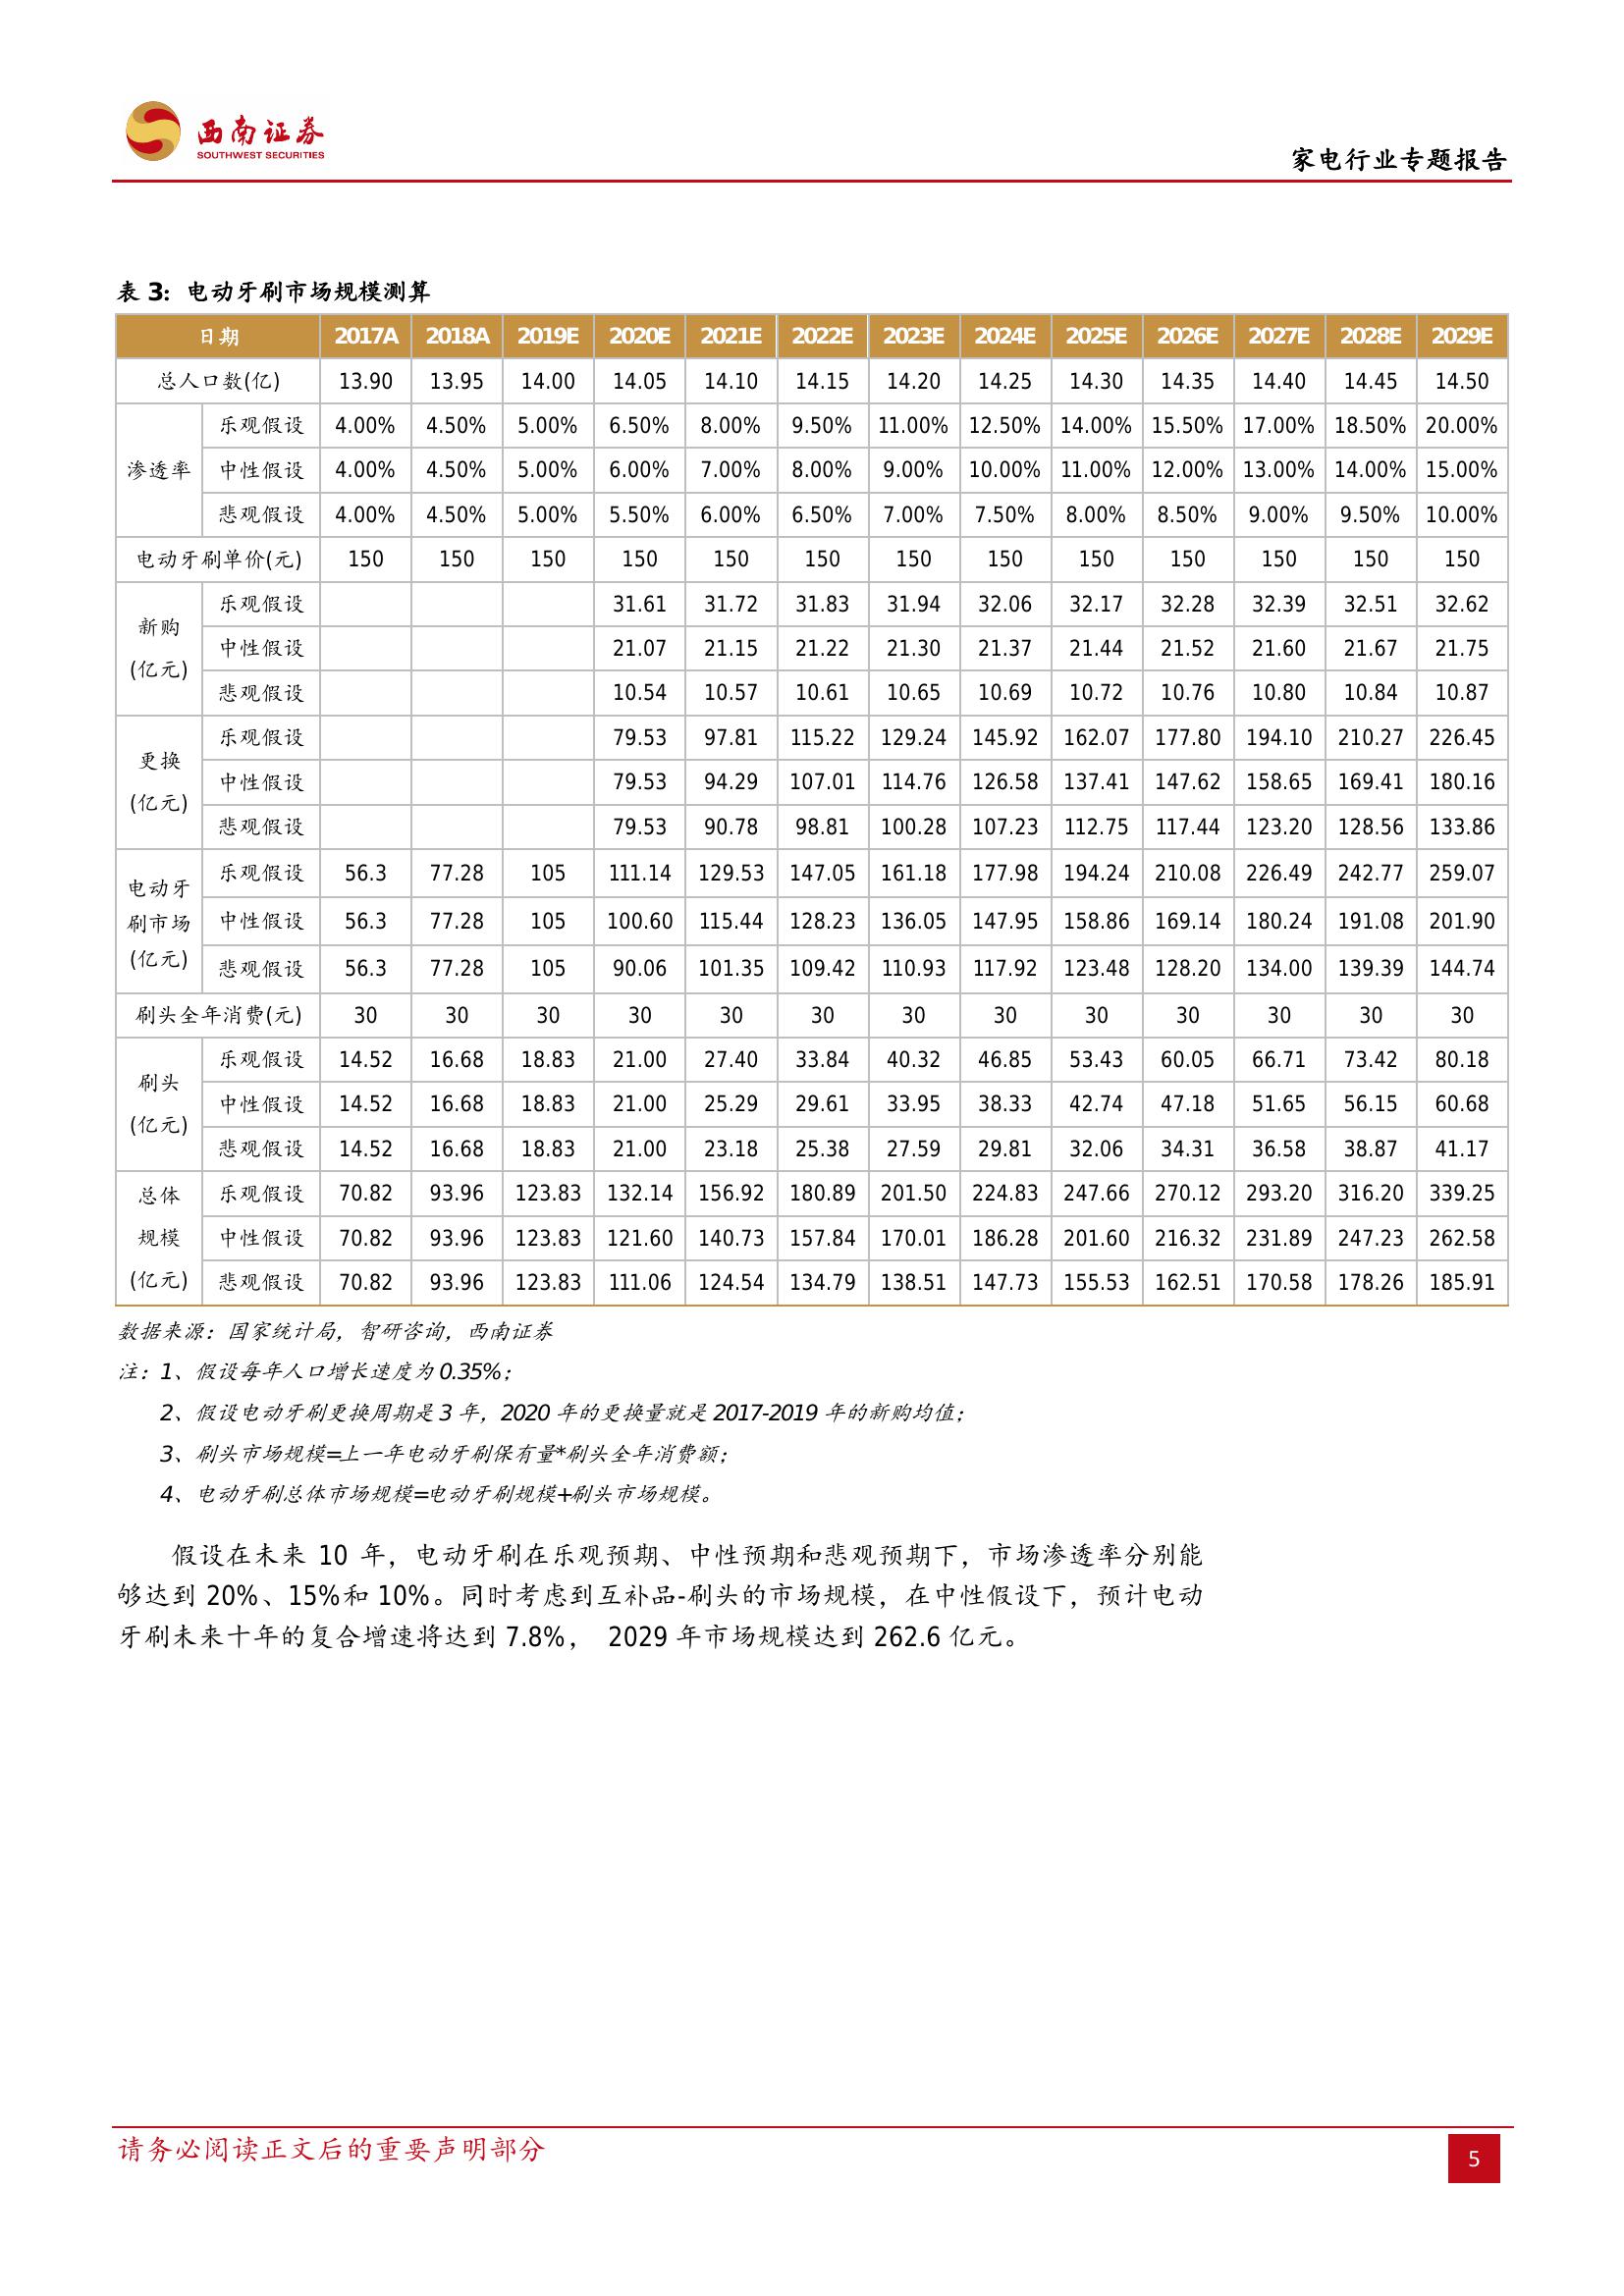 西南证券
SOUTHWEST SECURITIES
家电行业专题报告
表 3：电动牙刷市场规模测算
日期 2017A 2018A 2019E 2020E 2021E 2022E 2023E 2024E 2025E 2026E 2027E 2028E 2029E
总人口数(亿) 13.90 13.95 14.00 14.05 14.10 14.15 14.20 14.25 14.30 14.35 14.40 14.45 14.50
渗透率
乐观假设 4.00% 4.50% 5.00% 6.50% 8.00% 9.50% 11.00% 12.50% 14.00% 15.50% 17.00% 18.50% 20.00%
中性假设 4.00% 4.50% 5.00% 6.00% 7.00% 8.00% 9.00% 10.00% 11.00% 12.00% 13.00% 14.00% 15.00%
悲观假设 4.00% 4.50% 5.00% 5.50% 6.00% 6.50% 7.00% 7.50% 8.00% 8.50% 9.00% 9.50% 10.00%
电动牙刷单价(元) 150 150 150 150 150 150 150 150 150 150 150 150 150
新购
(亿元)
乐观假设 31.61 31.72 31.83 31.94 32.06 32.17 32.28 32.39 32.51 32.62
中性假设 21.07 21.15 21.22 21.30 21.37 21.44 21.52 21.60 21.67 21.75
悲观假设 10.54 10.57 10.61 10.65 10.69 10.72 10.76 10.80 10.84 10.87
更换
(亿元)
乐观假设 79.53 97.81 115.22 129.24 145.92 162.07 177.80 194.10 210.27 226.45
中性假设 79.53 94.29 107.01 114.76 126.58 137.41 147.62 158.65 169.41 180.16
悲观假设 79.53 90.78 98.81 100.28 107.23 112.75 117.44 123.20 128.56 133.86
电动牙
刷市场
(亿元)
乐观假设 56.3 77.28 105 111.14 129.53 147.05 161.18 177.98 194.24 210.08 226.49 242.77 259.07
中性假设 56.3 77.28 105 100.60 115.44 128.23 136.05 147.95 158.86 169.14 180.24 191.08 201.90
悲观假设 56.3 77.28 105 90.06 101.35 109.42 110.93 117.92 123.48 128.20 134.00 139.39 144.74
刷头全年消费(元) 30 30 30 30 30 30 30 30 30 30 30 30 30
刷头
(亿元)
乐观假设 14.52 16.68 18.83 21.00 27.40 33.84 40.32 46.85 53.43 60.05 66.71 73.42 80.18
中性假设 14.52 16.68 18.83 21.00 25.29 29.61 33.95 38.33 42.74 47.18 51.65 56.15 60.68
悲观假设 14.52 16.68 18.83 21.00 23.18 25.38 27.59 29.81 32.06 34.31 36.58 38.87 41.17
总体
规模
(亿元)
乐观假设 70.82 93.96 123.83 132.14 156.92 180.89 201.50 224.83 247.66 270.12 293.20 316.20 339.25
中性假设 70.82 93.96 123.83 121.60 140.73 157.84 170.01 186.28 201.60 216.32 231.89 247.23 262.58
悲观假设 70.82 93.96 123.83 111.06 124.54 134.79 138.51 147.73 155.53 162.51 170.58 178.26 185.91
数据来源：国家统计局，智研咨询，西南证券
注：1、假设每年人口增长速度为 0.35%；
2、假设电动牙刷更换周期是 3 年，2020 年的更换量就是 2017-2019 年的新购均值；
3、刷头市场规模=上一年电动牙刷保有量*刷头全年消费额；
4、电动牙刷总体市场规模=电动牙刷规模+刷头市场规模。
假设在未来 10 年，电动牙刷在乐观预期、中性预期和悲观预期下，市场渗透率分别能
够达到 20%、15%和 10%。同时考虑到互补品-刷头的市场规模，在中性假设下，预计电动
牙刷未来十年的复合增速将达到 7.8%， 2029 年市场规模达到 262.6 亿元。
请务必阅读正文后的重要声明部分
5